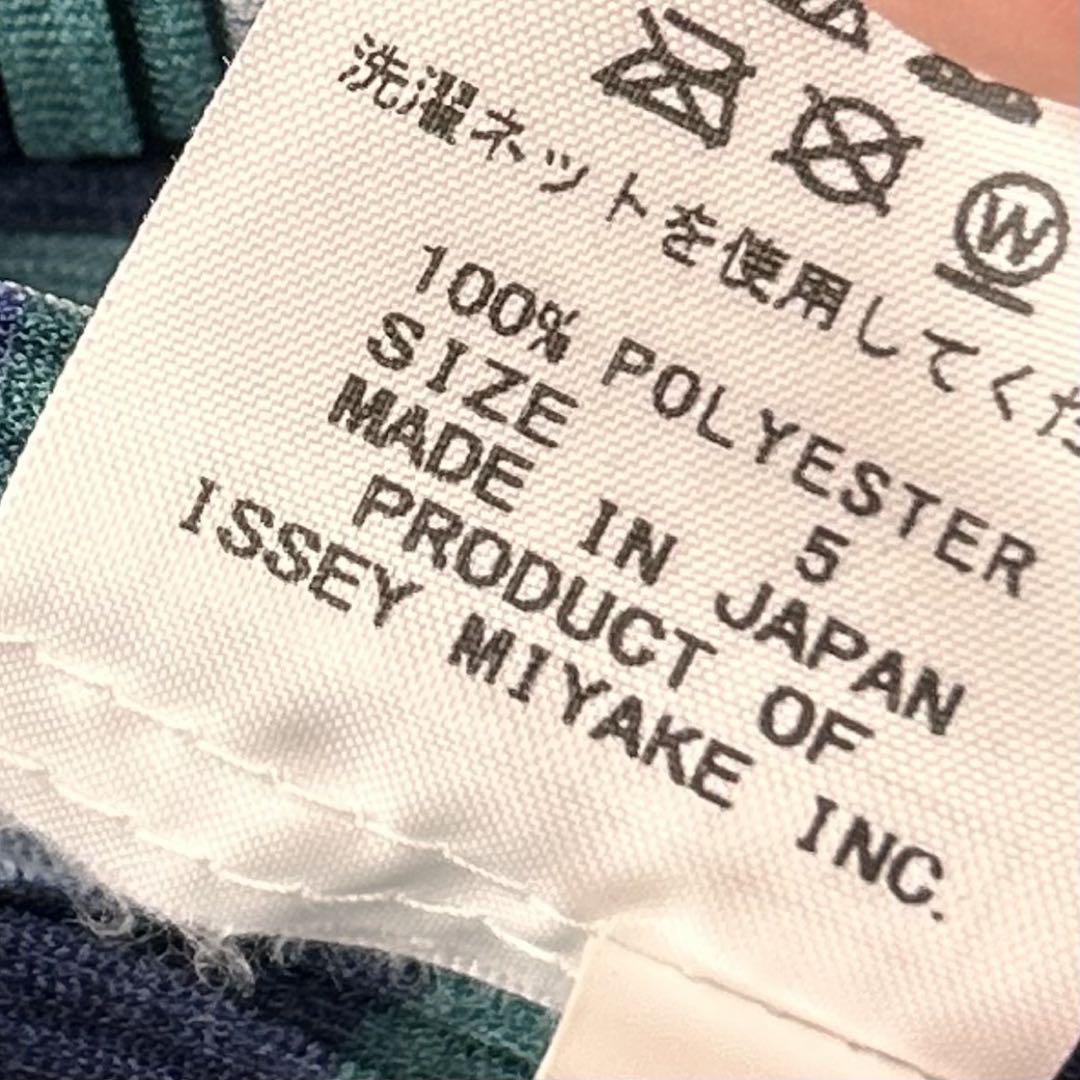 W
洗濯ネットを使用してくだ
100% POLYESTER
SIZE 5
MADE IN JAPAN
PRODUCT OF
ISSEY MIYAKE INC.